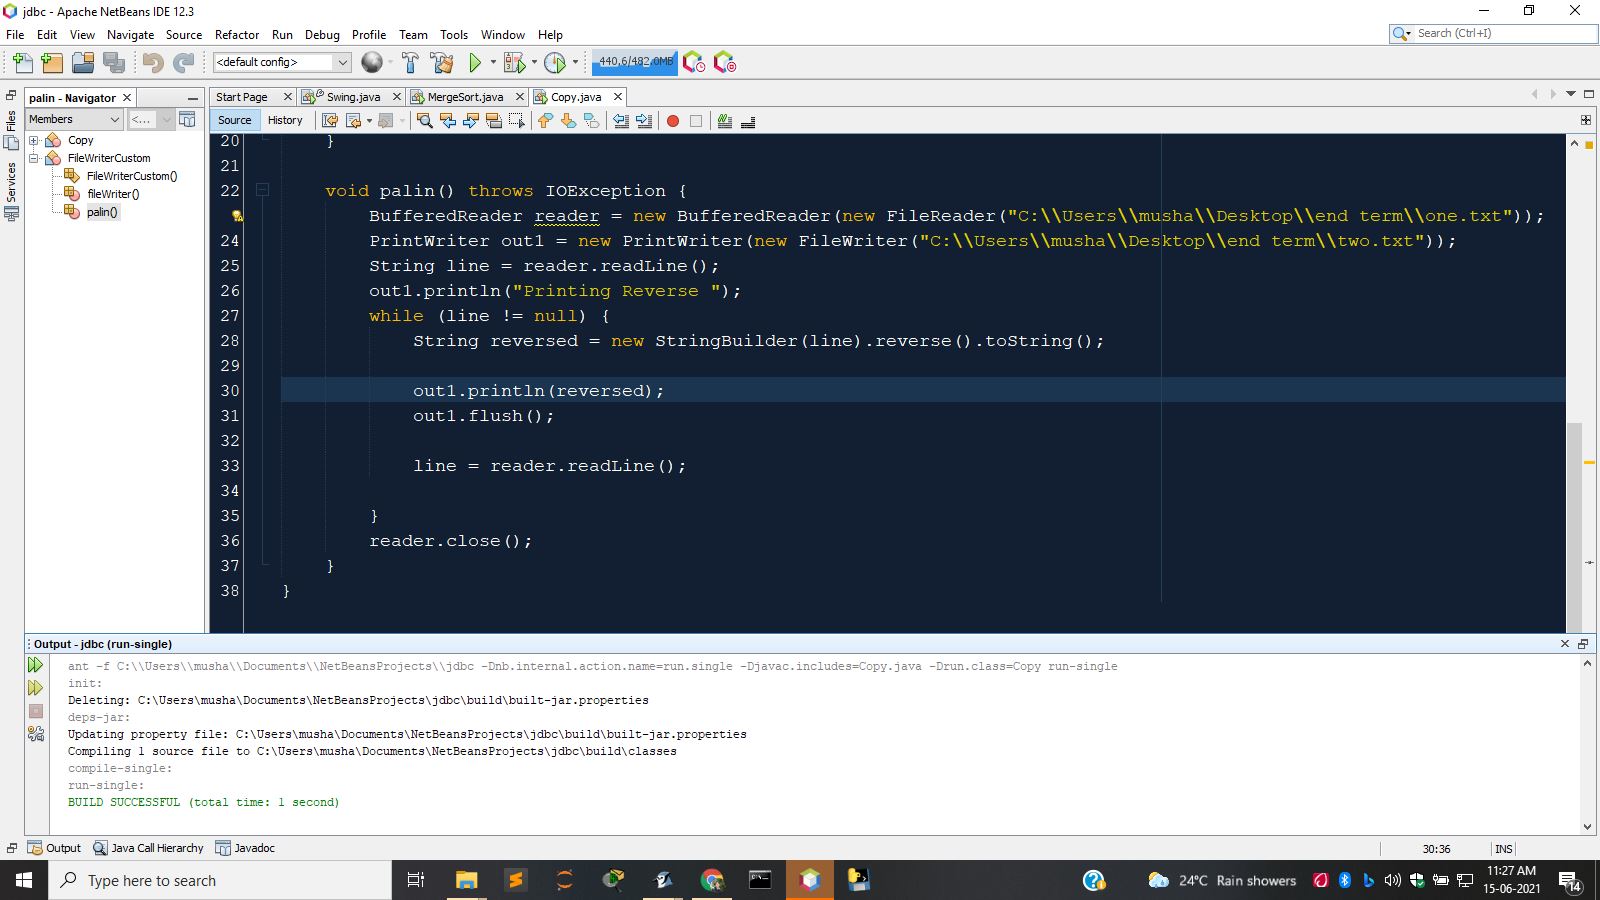 jdbc - Apache NetBeans IDE 12.3
File Edit View Navigate Source Refactor Run Debug Profile Team Tools Window Help
Search (Ctrl+I)
<default config>
440.6/482.0MB
palin - Navigator
Start Page Swing.java MergeSort.java Copy.java
Members <...
Source History
Files
Services
Copy
FileWriterCustom
FileWriterCustom()
fileWriter()
palin()
20 }
21
22 void palin() throws IOException {
BufferedReader reader = new BufferedReader(new FileReader("C:\\Users\\musha\\Desktop\\end term\\one.txt"));
24 PrintWriter out1 = new PrintWriter(new FileWriter("C:\\Users\\musha\\Desktop\\end term\\two.txt"));
25 String line = reader.readLine();
26 out1.println("Printing Reverse ");
27 while (line != null) {
28 String reversed = new StringBuilder(line).reverse().toString();
29
30 out1.println(reversed);
31 out1.flush();
32
33 line = reader.readLine();
34
35 }
36 reader.close();
37 }
38 }
Output - jdbc (run-single)
ant -f C:\\Users\\musha\\Documents\\NetBeansProjects\\jdbc -Dnb.internal.action.name=run.single -Djavac.includes=Copy.java -Drun.class=Copy run-single
init:
Deleting: C:\Users\musha\Documents\NetBeansProjects\jdbc\build\built-jar.properties
deps-jar:
Updating property file: C:\Users\musha\Documents\NetBeansProjects\jdbc\build\built-jar.properties
Compiling 1 source file to C:\Users\musha\Documents\NetBeansProjects\jdbc\build\classes
compile-single:
run-single:
BUILD SUCCESSFUL (total time: 1 second)
Output Java Call Hierarchy Javadoc
30:36 INS
Type here to search
24°C Rain showers
11:27 AM
15-06-2021
14